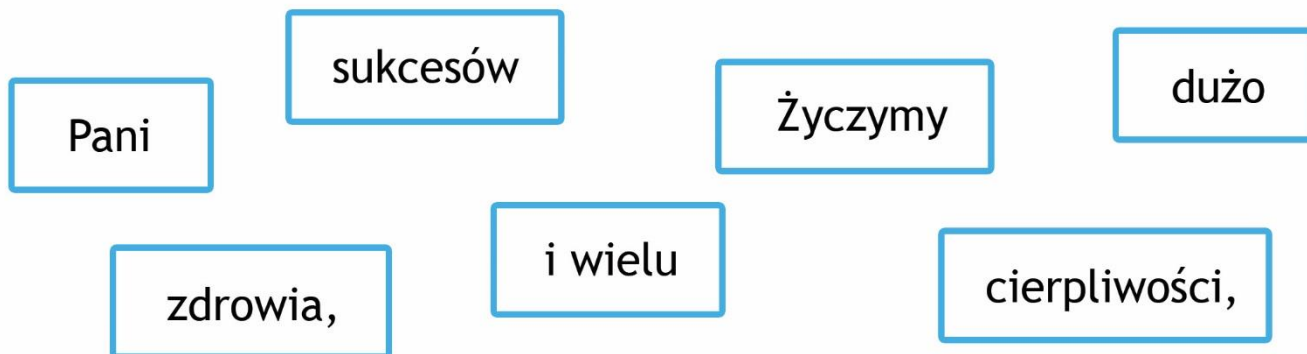 Pani
sukcesów
Życzymy
dużo
zdrowia,
i wielu
cierpliwości,